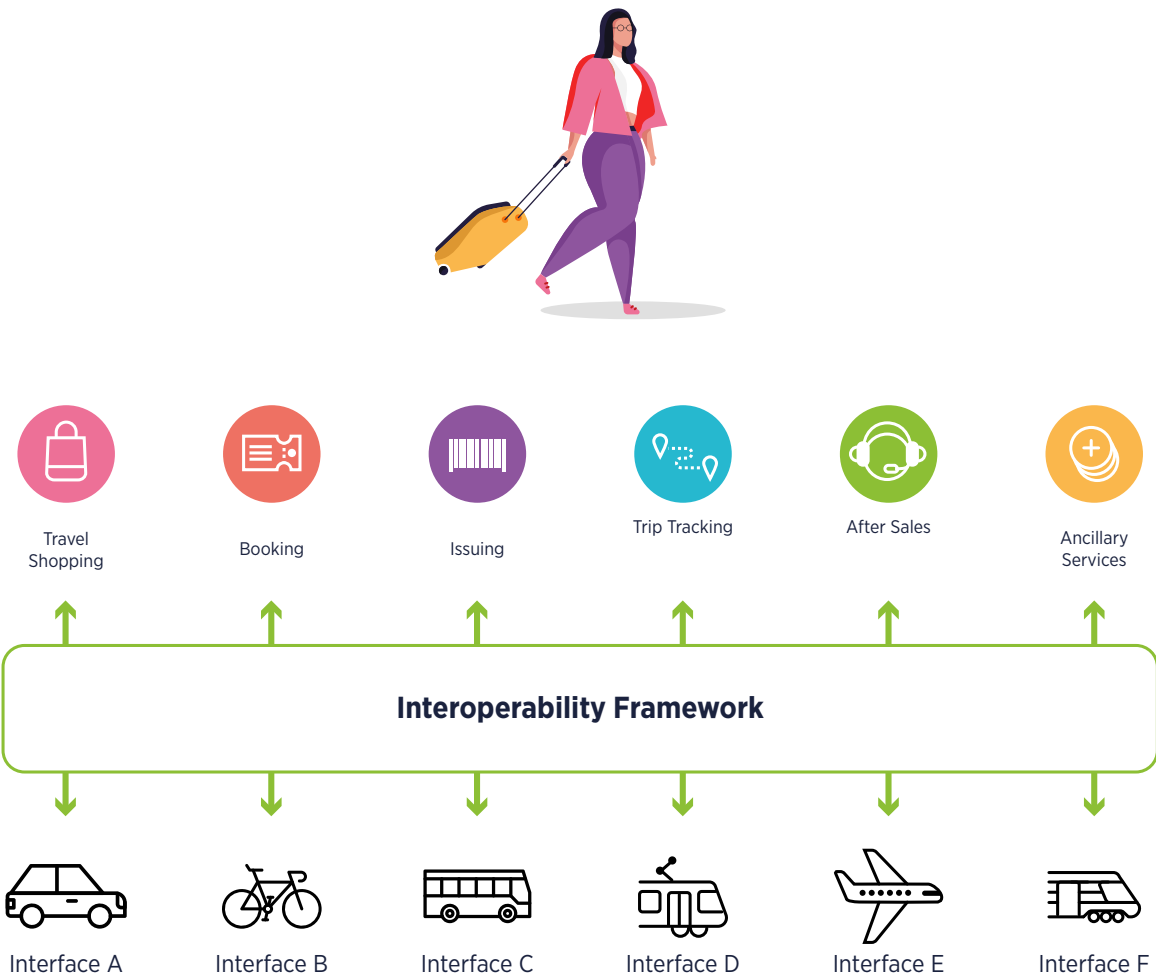 Travel
Shopping
Booking
Issuing
Trip Tracking
After Sales
Ancillary
Services
Interoperability Framework
Interface A
Interface B
Interface C
Interface D
Interface E
Interface F